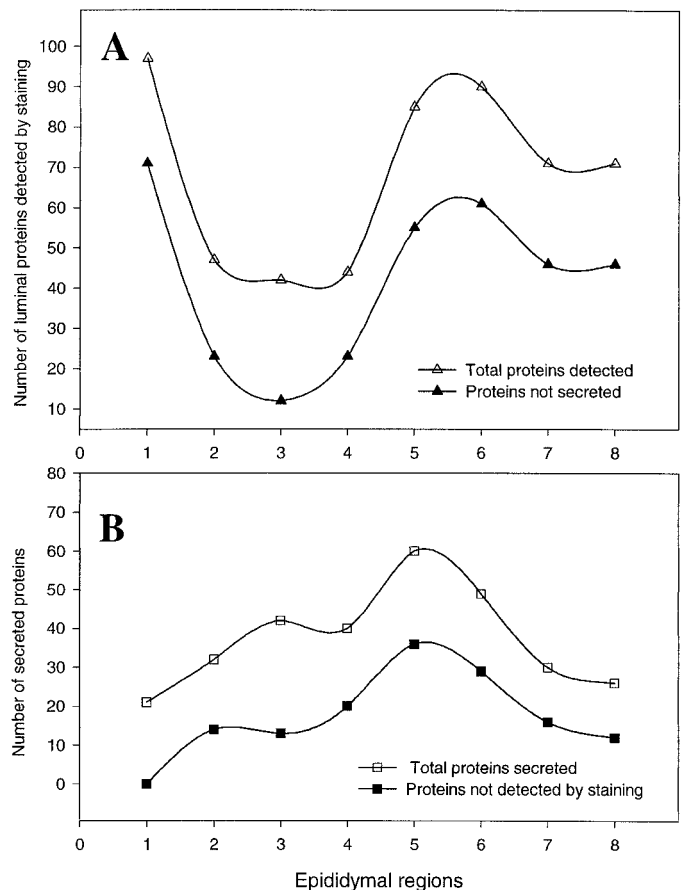 A
Number of luminal proteins detected by staining
100
90
80
70
60
50
40
30
20
10
Total proteins detected
Proteins not secreted
0 1 2 3 4 5 6 7 8
B
Number of secreted proteins
80
70
60
50
40
30
20
10
0
Total proteins secreted
Proteins not detected by staining
0 1 2 3 4 5 6 7 8
Epididymal regions